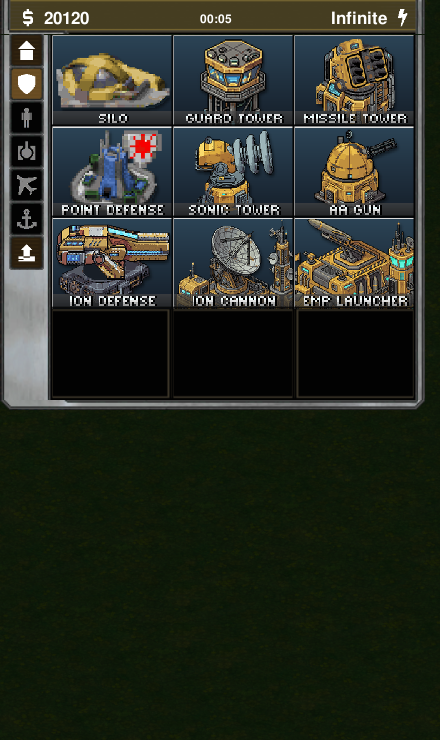 $ 20120 00:05 Infinite
SILO GUARD TOWER MISSILE TOWER
POINT DEFENSE SONIC TOWER AA GUN
ION DEFENSE ION CANNON EMP LAUNCHER